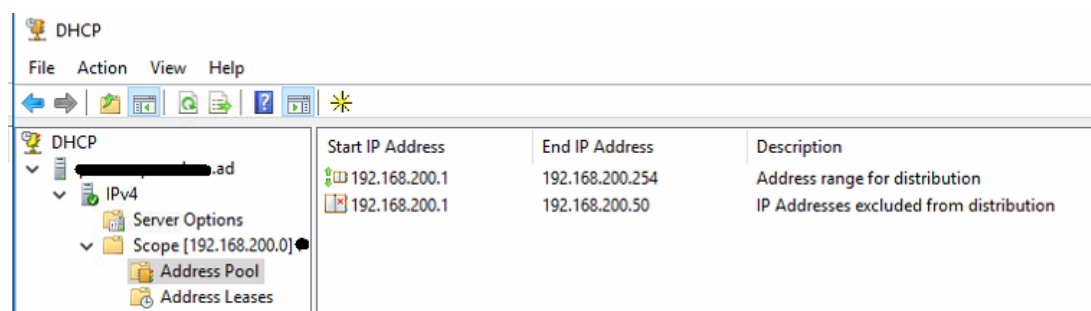 DHCP
File Action View Help
DHCP Start IP Address End IP Address Description
.ad 192.168.200.1 192.168.200.254 Address range for distribution
IPv4 192.168.200.1 192.168.200.50 IP Addresses excluded from distribution
Server Options
Scope [192.168.200.0]
Address Pool
Address Leases